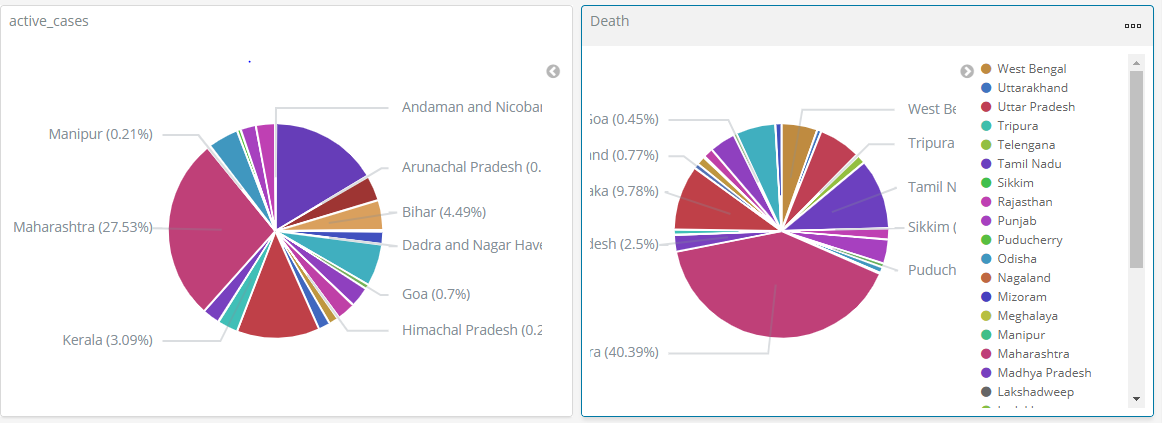 active_cases
Andaman and Nicobar
Manipur (0.21%)
Arunachal Pradesh (0.
Bihar (4.49%)
Maharashtra (27.53%)
Dadra and Nagar Have
Goa (0.7%)
Himachal Pradesh (0.2
Kerala (3.09%)
Death
West Be
Goa (0.45%)
Tripura
nd (0.77%)
Tamil N
aka (9.78%)
Sikkim (
desh (2.5%)
Puduch
ra (40.39%)
West Bengal
Uttarakhand
Uttar Pradesh
Tripura
Telengana
Tamil Nadu
Sikkim
Rajasthan
Punjab
Puducherry
Odisha
Nagaland
Mizoram
Meghalaya
Manipur
Maharashtra
Madhya Pradesh
Lakshadweep